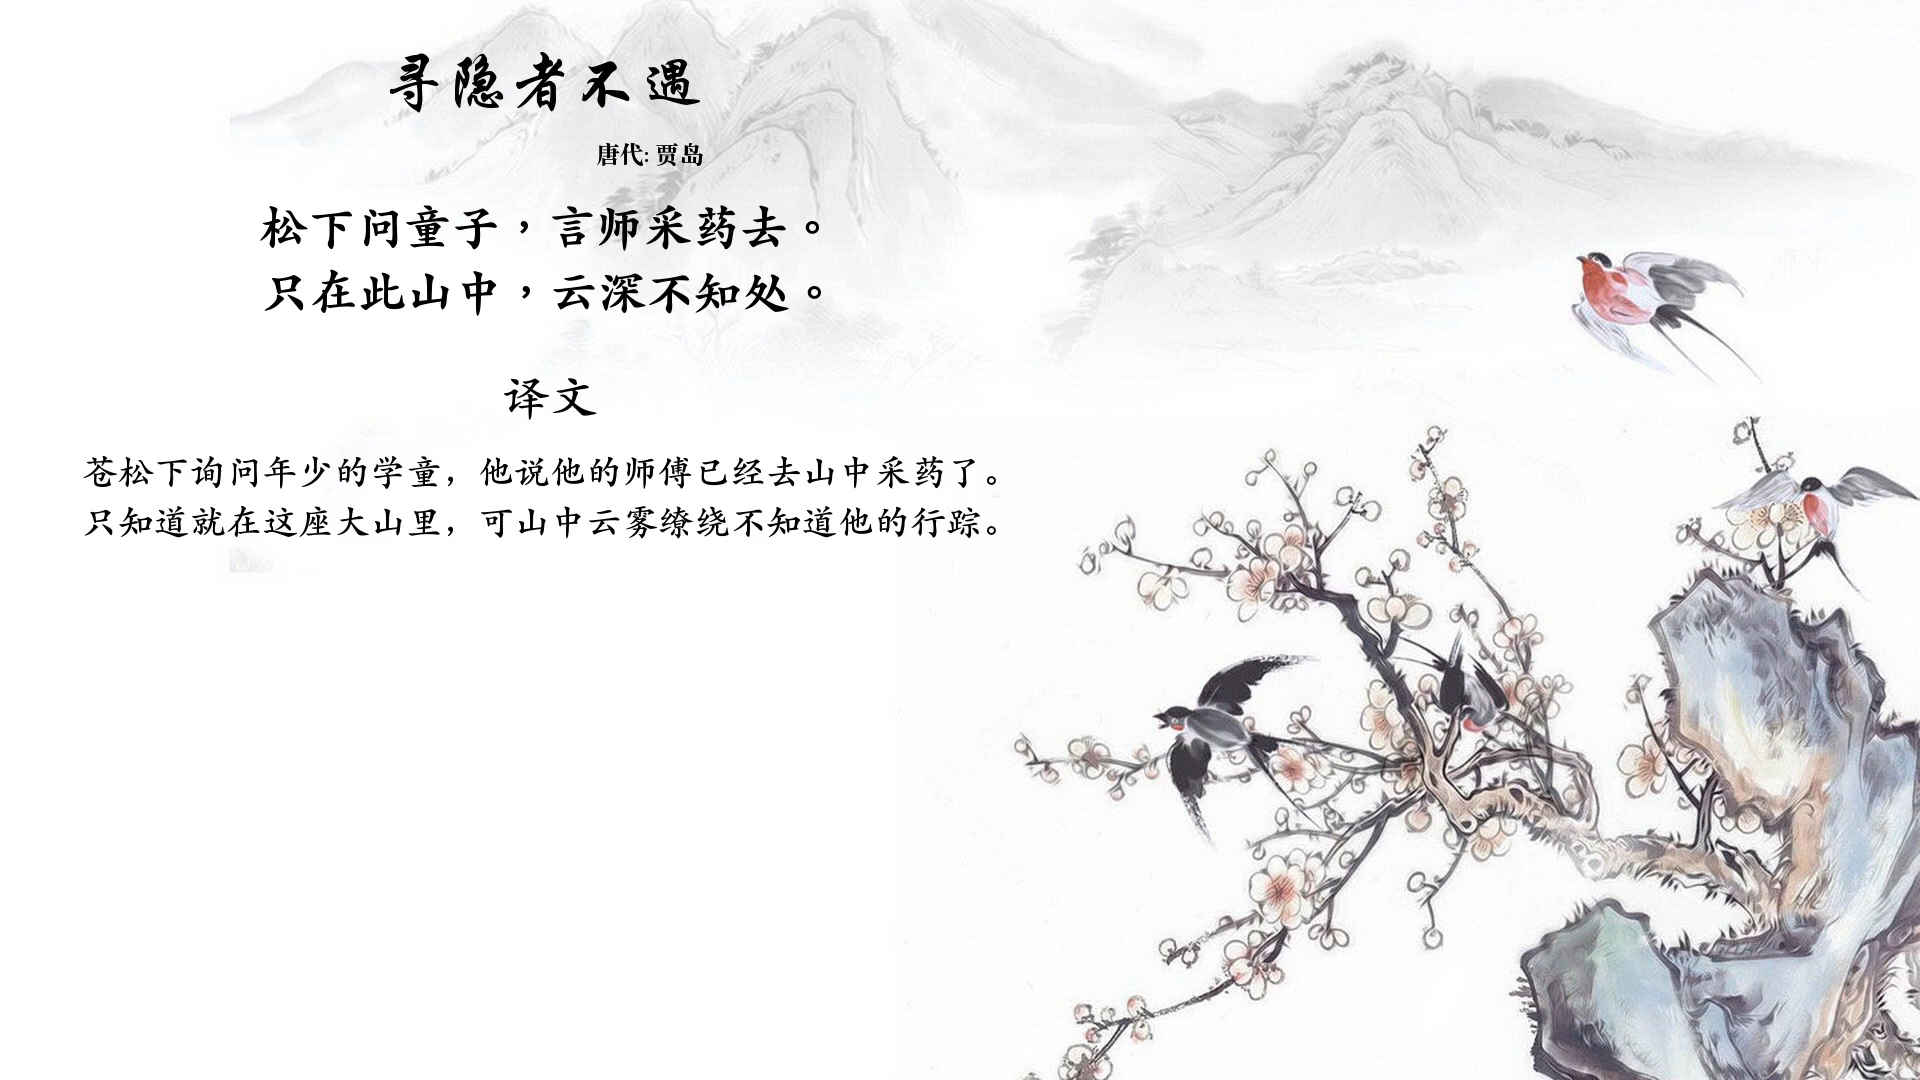 寻隐者不遇
唐代: 贾岛
松下问童子，言师采药去。
只在此山中，云深不知处。
译文
苍松下询问年少的学童，他说他的师傅已经去山中采药了。
只知道就在这座大山里，可山中云雾缭绕不知道他的行踪。